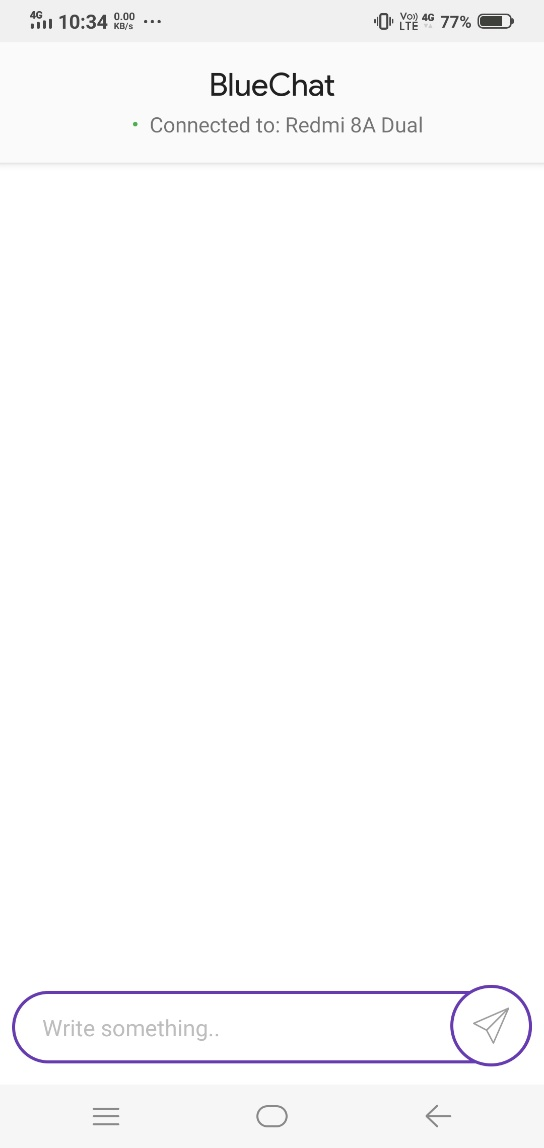 4G 10:34 0.00 KB/s ... Vo)) LTE 4G 77%
BlueChat
• Connected to: Redmi 8A Dual
Write something..